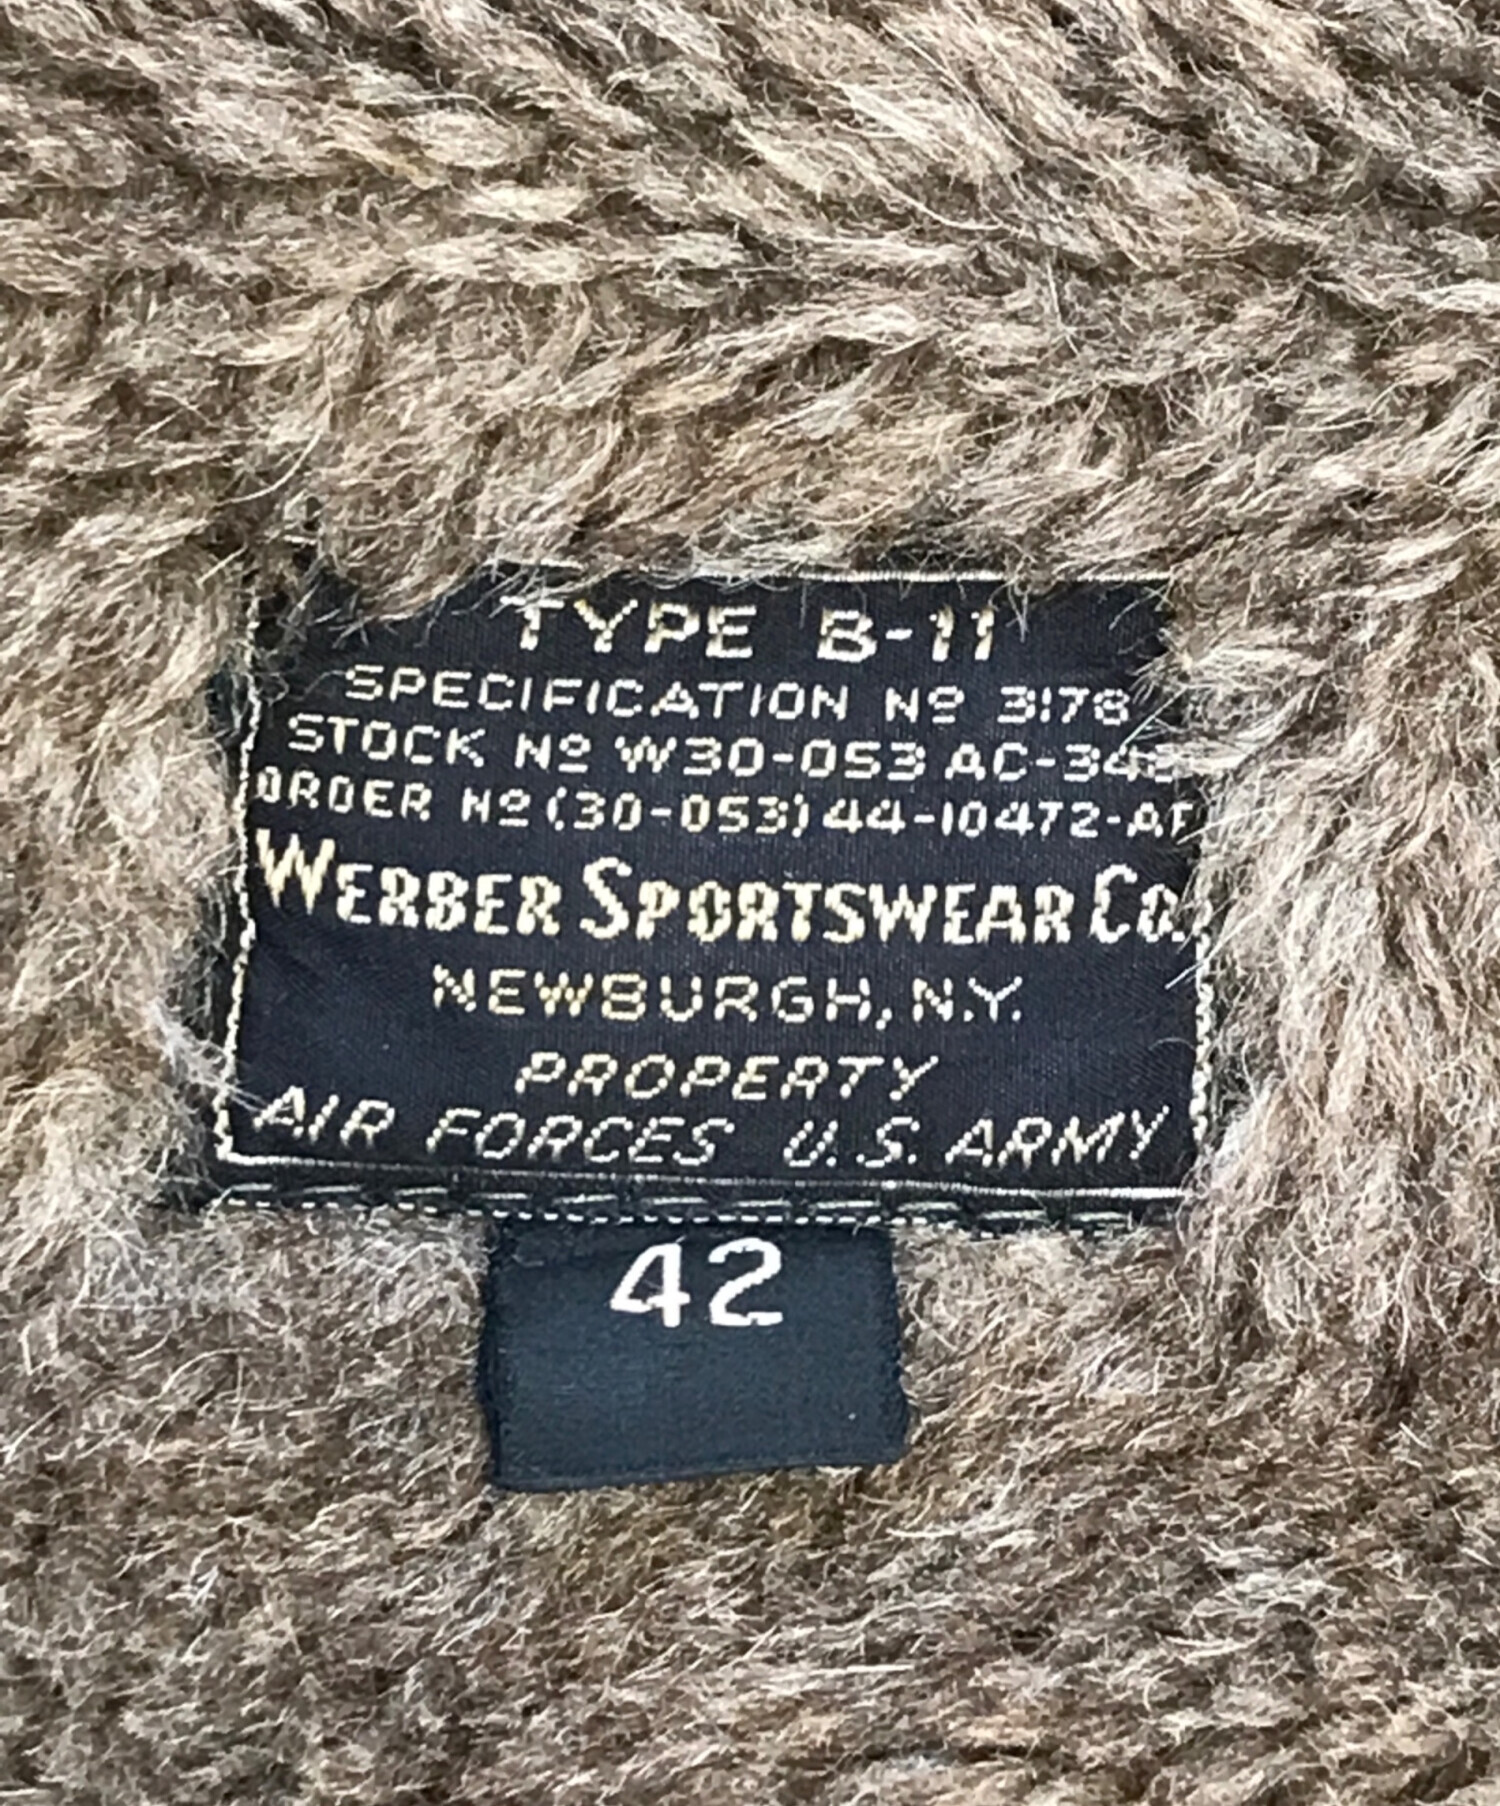 TYPE B-11
SPECIFICATION Nº 3178
STOCK Nº W30-053 AC-348
ORDER Nº (30-053) 44-10472-AF
WERBER SPORTSWEAR CO.
NEWBURGH, N.Y.
PROPERTY
AIR FORCES U.S. ARMY
42